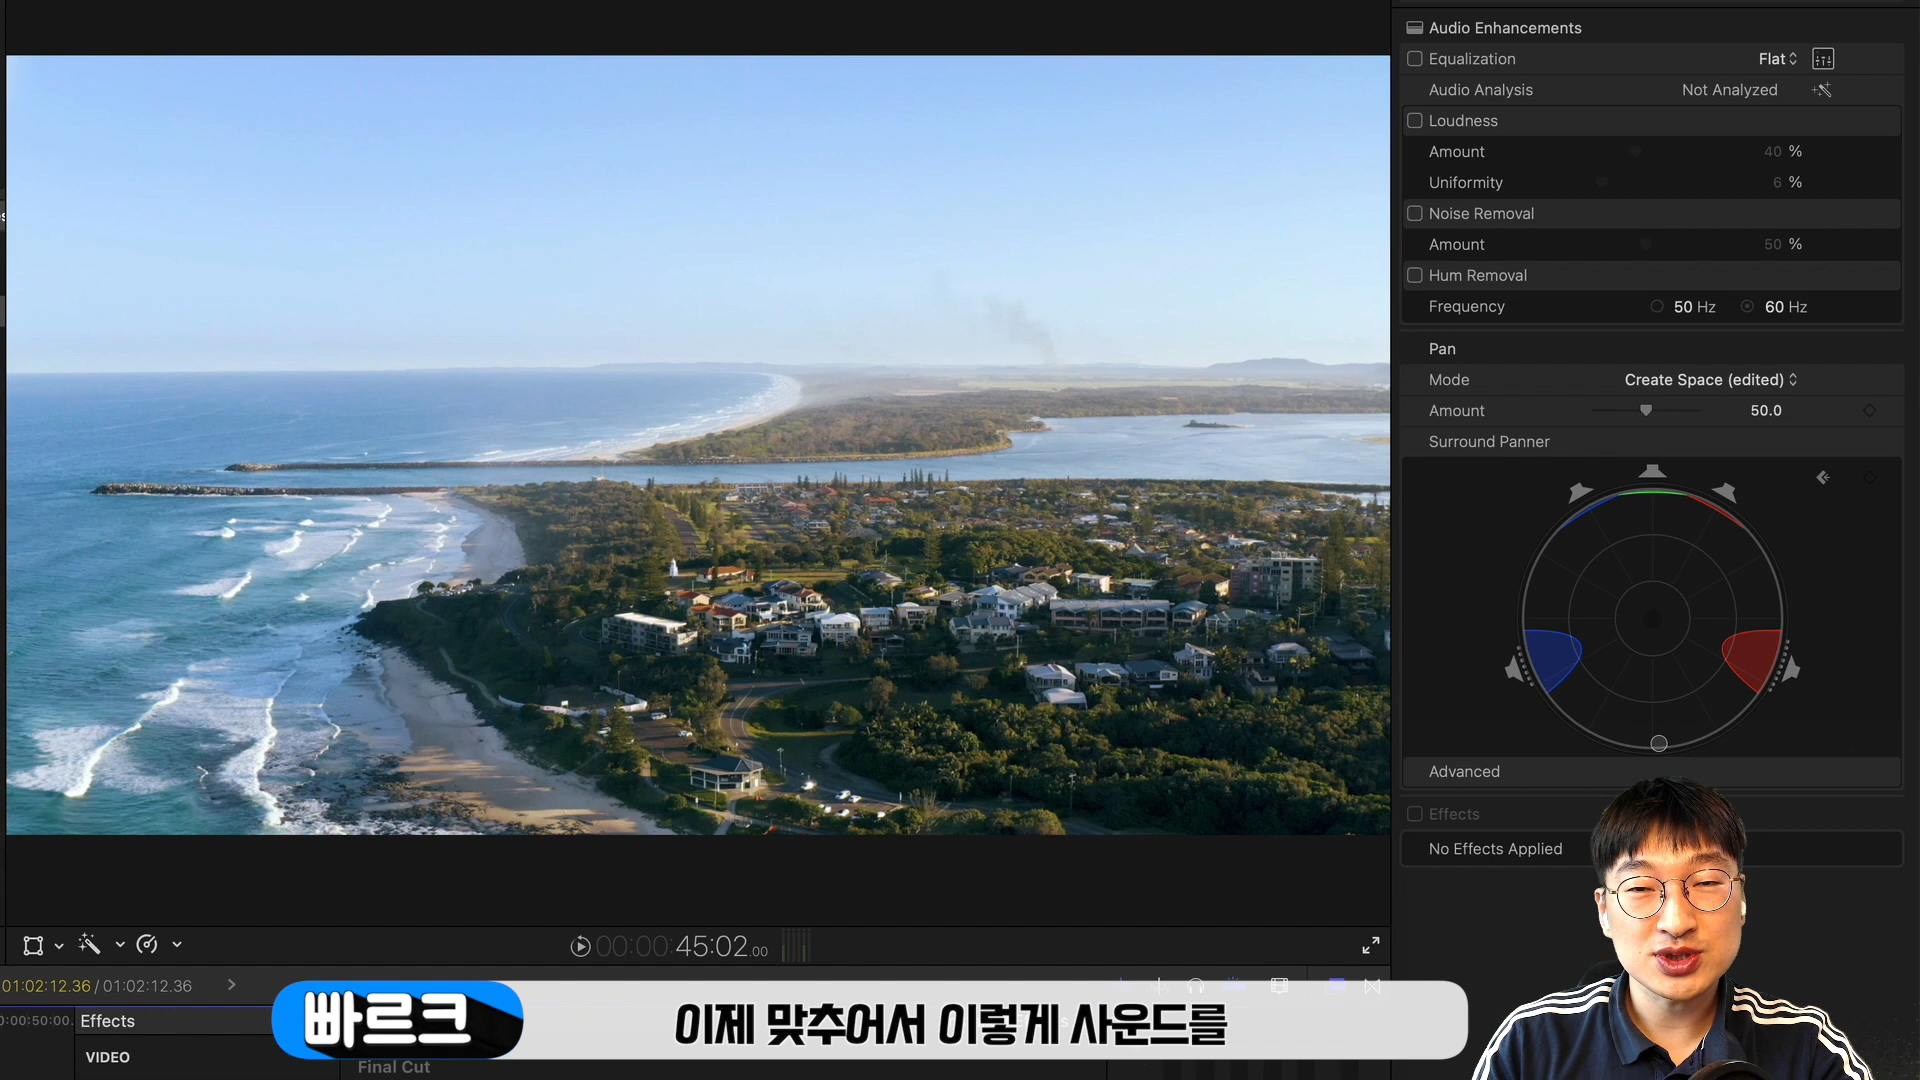 Audio Enhancements
Equalization Flat
Audio Analysis Not Analyzed
Loudness
Amount 40 %
Uniformity 6 %
Noise Removal
Amount 50 %
Hum Removal
Frequency 50 Hz 60 Hz
Pan
Mode Create Space (edited)
Amount 50.0
Surround Panner
Advanced
Effects
No Effects Applied
00:00:45:02.00
01:02:12.36 / 01:02:12.36
Effects
VIDEO
Final Cut
빠르크
이제 맞추어서 이렇게 사운드를